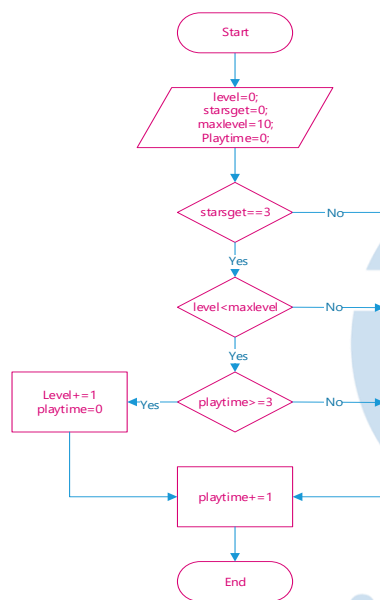 Start
level=0;
starsget=0;
maxlevel=10;
Playtime=0;
starsget==3
No
Yes
level<maxlevel
No
Yes
Level+=1
playtime=0
Yes
playtime>=3
No
playtime+=1
End